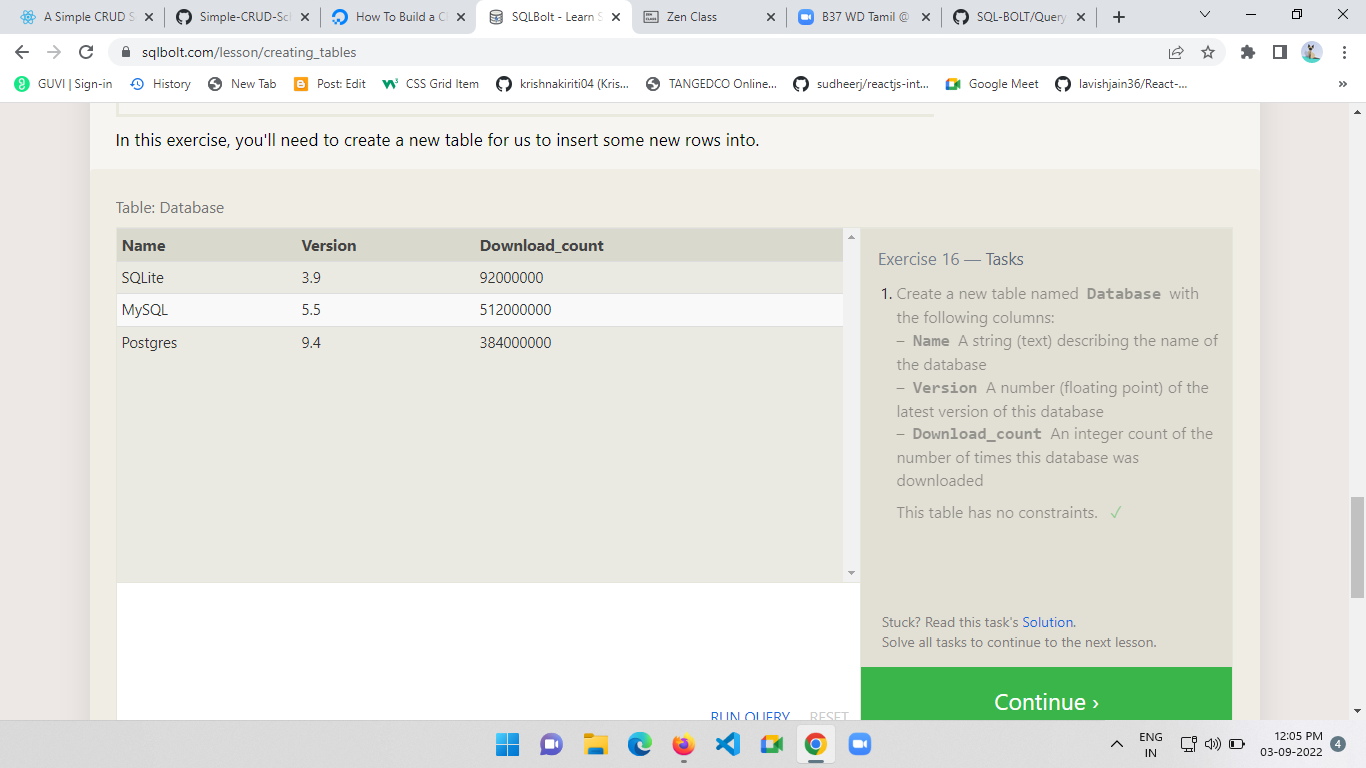 A Simple CRUD S
Simple-CRUD-Sch
How To Build a C
SQLBolt - Learn S
Zen Class
B37 WD Tamil @
SQL-BOLT/Query
sqlbolt.com/lesson/creating_tables
GUVI | Sign-in
History
New Tab
Post: Edit
CSS Grid Item
krishnakiriti04 (Kris...
TANGEDCO Online...
sudheerj/reactjs-int...
Google Meet
lavishjain36/React-...
»
In this exercise, you'll need to create a new table for us to insert some new rows into.
Table: Database
Name Version Download_count
SQLite 3.9 92000000
MySQL 5.5 512000000
Postgres 9.4 384000000
Exercise 16 — Tasks
1. Create a new table named Database with
the following columns:
– Name A string (text) describing the name of
the database
– Version A number (floating point) of the
latest version of this database
– Download_count An integer count of the
number of times this database was
downloaded
This table has no constraints. ✓
Stuck? Read this task's Solution.
Solve all tasks to continue to the next lesson.
RUN QUERY RESET
Continue ›
ENG
IN
12:05 PM
03-09-2022
4